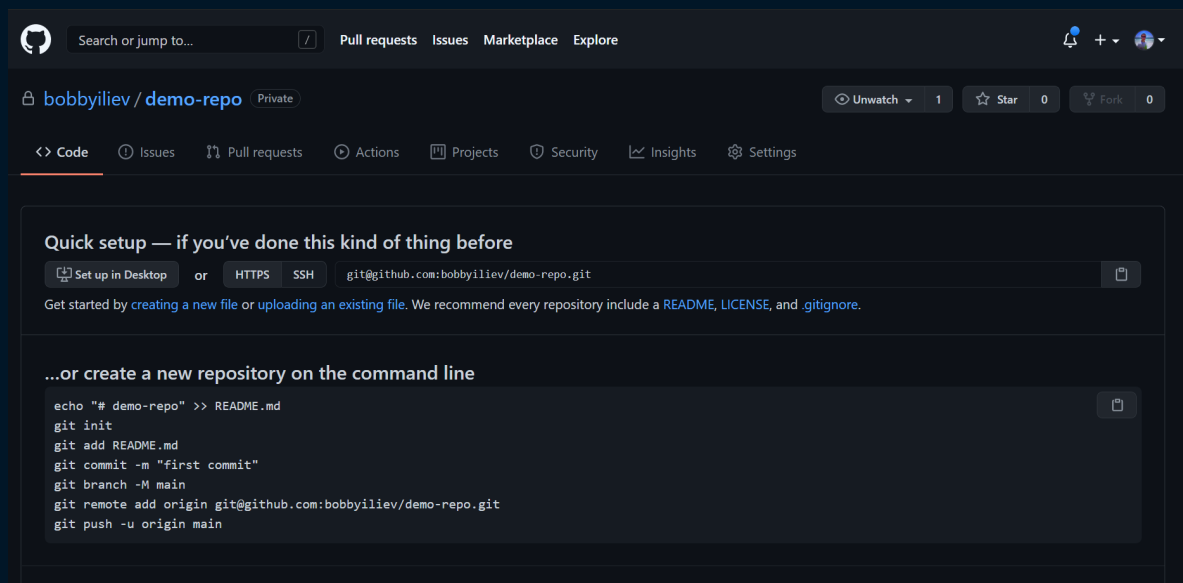 Search or jump to... / Pull requests Issues Marketplace Explore
bobbyiliev / demo-repo Private Unwatch 1 Star 0 Fork 0
Code Issues Pull requests Actions Projects Security Insights Settings
Quick setup — if you’ve done this kind of thing before
Set up in Desktop or HTTPS SSH git@github.com:bobbyiliev/demo-repo.git
Get started by creating a new file or uploading an existing file. We recommend every repository include a README, LICENSE, and .gitignore.
...or create a new repository on the command line
echo "# demo-repo" >> README.md
git init
git add README.md
git commit -m "first commit"
git branch -M main
git remote add origin git@github.com:bobbyiliev/demo-repo.git
git push -u origin main